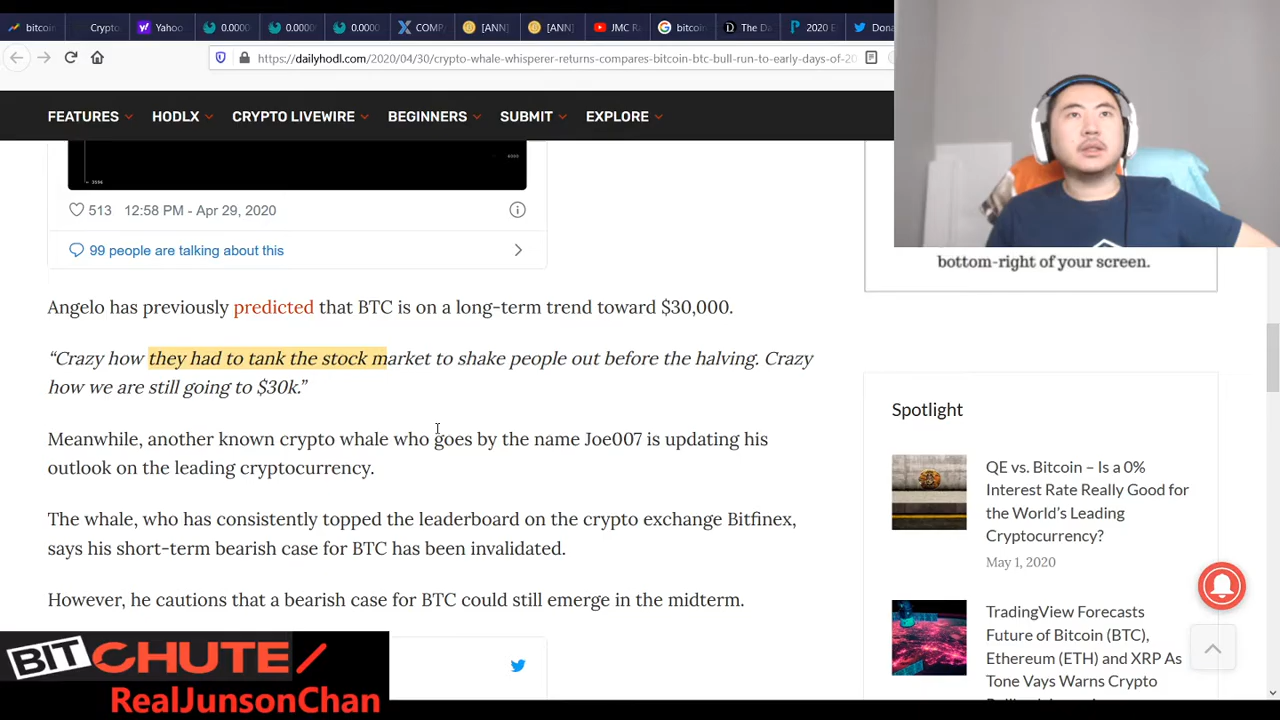 bitcoin
Crypto
Yahoo
0.0000
0.0000
0.0000
COMP
[ANN]
[ANN]
JMC R
bitcoin
The Da
2020 E
Dona
https://dailyhodl.com/2020/04/30/crypto-whale-whisperer-returns-compares-bitcoin-btc-bull-run-to-early-days-of-20
FEATURES
HODLX
CRYPTO LIVEWIRE
BEGINNERS
SUBMIT
EXPLORE
513 12:58 PM - Apr 29, 2020
99 people are talking about this
bottom-right of your screen.
Angelo has previously predicted that BTC is on a long-term trend toward $30,000.
“Crazy how they had to tank the stock market to shake people out before the halving. Crazy
how we are still going to $30k.”
Meanwhile, another known crypto whale who goes by the name Joe007 is updating his
outlook on the leading cryptocurrency.
The whale, who has consistently topped the leaderboard on the crypto exchange Bitfinex,
says his short-term bearish case for BTC has been invalidated.
However, he cautions that a bearish case for BTC could still emerge in the midterm.
Spotlight
QE vs. Bitcoin – Is a 0%
Interest Rate Really Good for
the World’s Leading
Cryptocurrency?
May 1, 2020
TradingView Forecasts
Future of Bitcoin (BTC),
Ethereum (ETH) and XRP As
Tone Vays Warns Crypto
BITCHUTE
RealJunsonChan